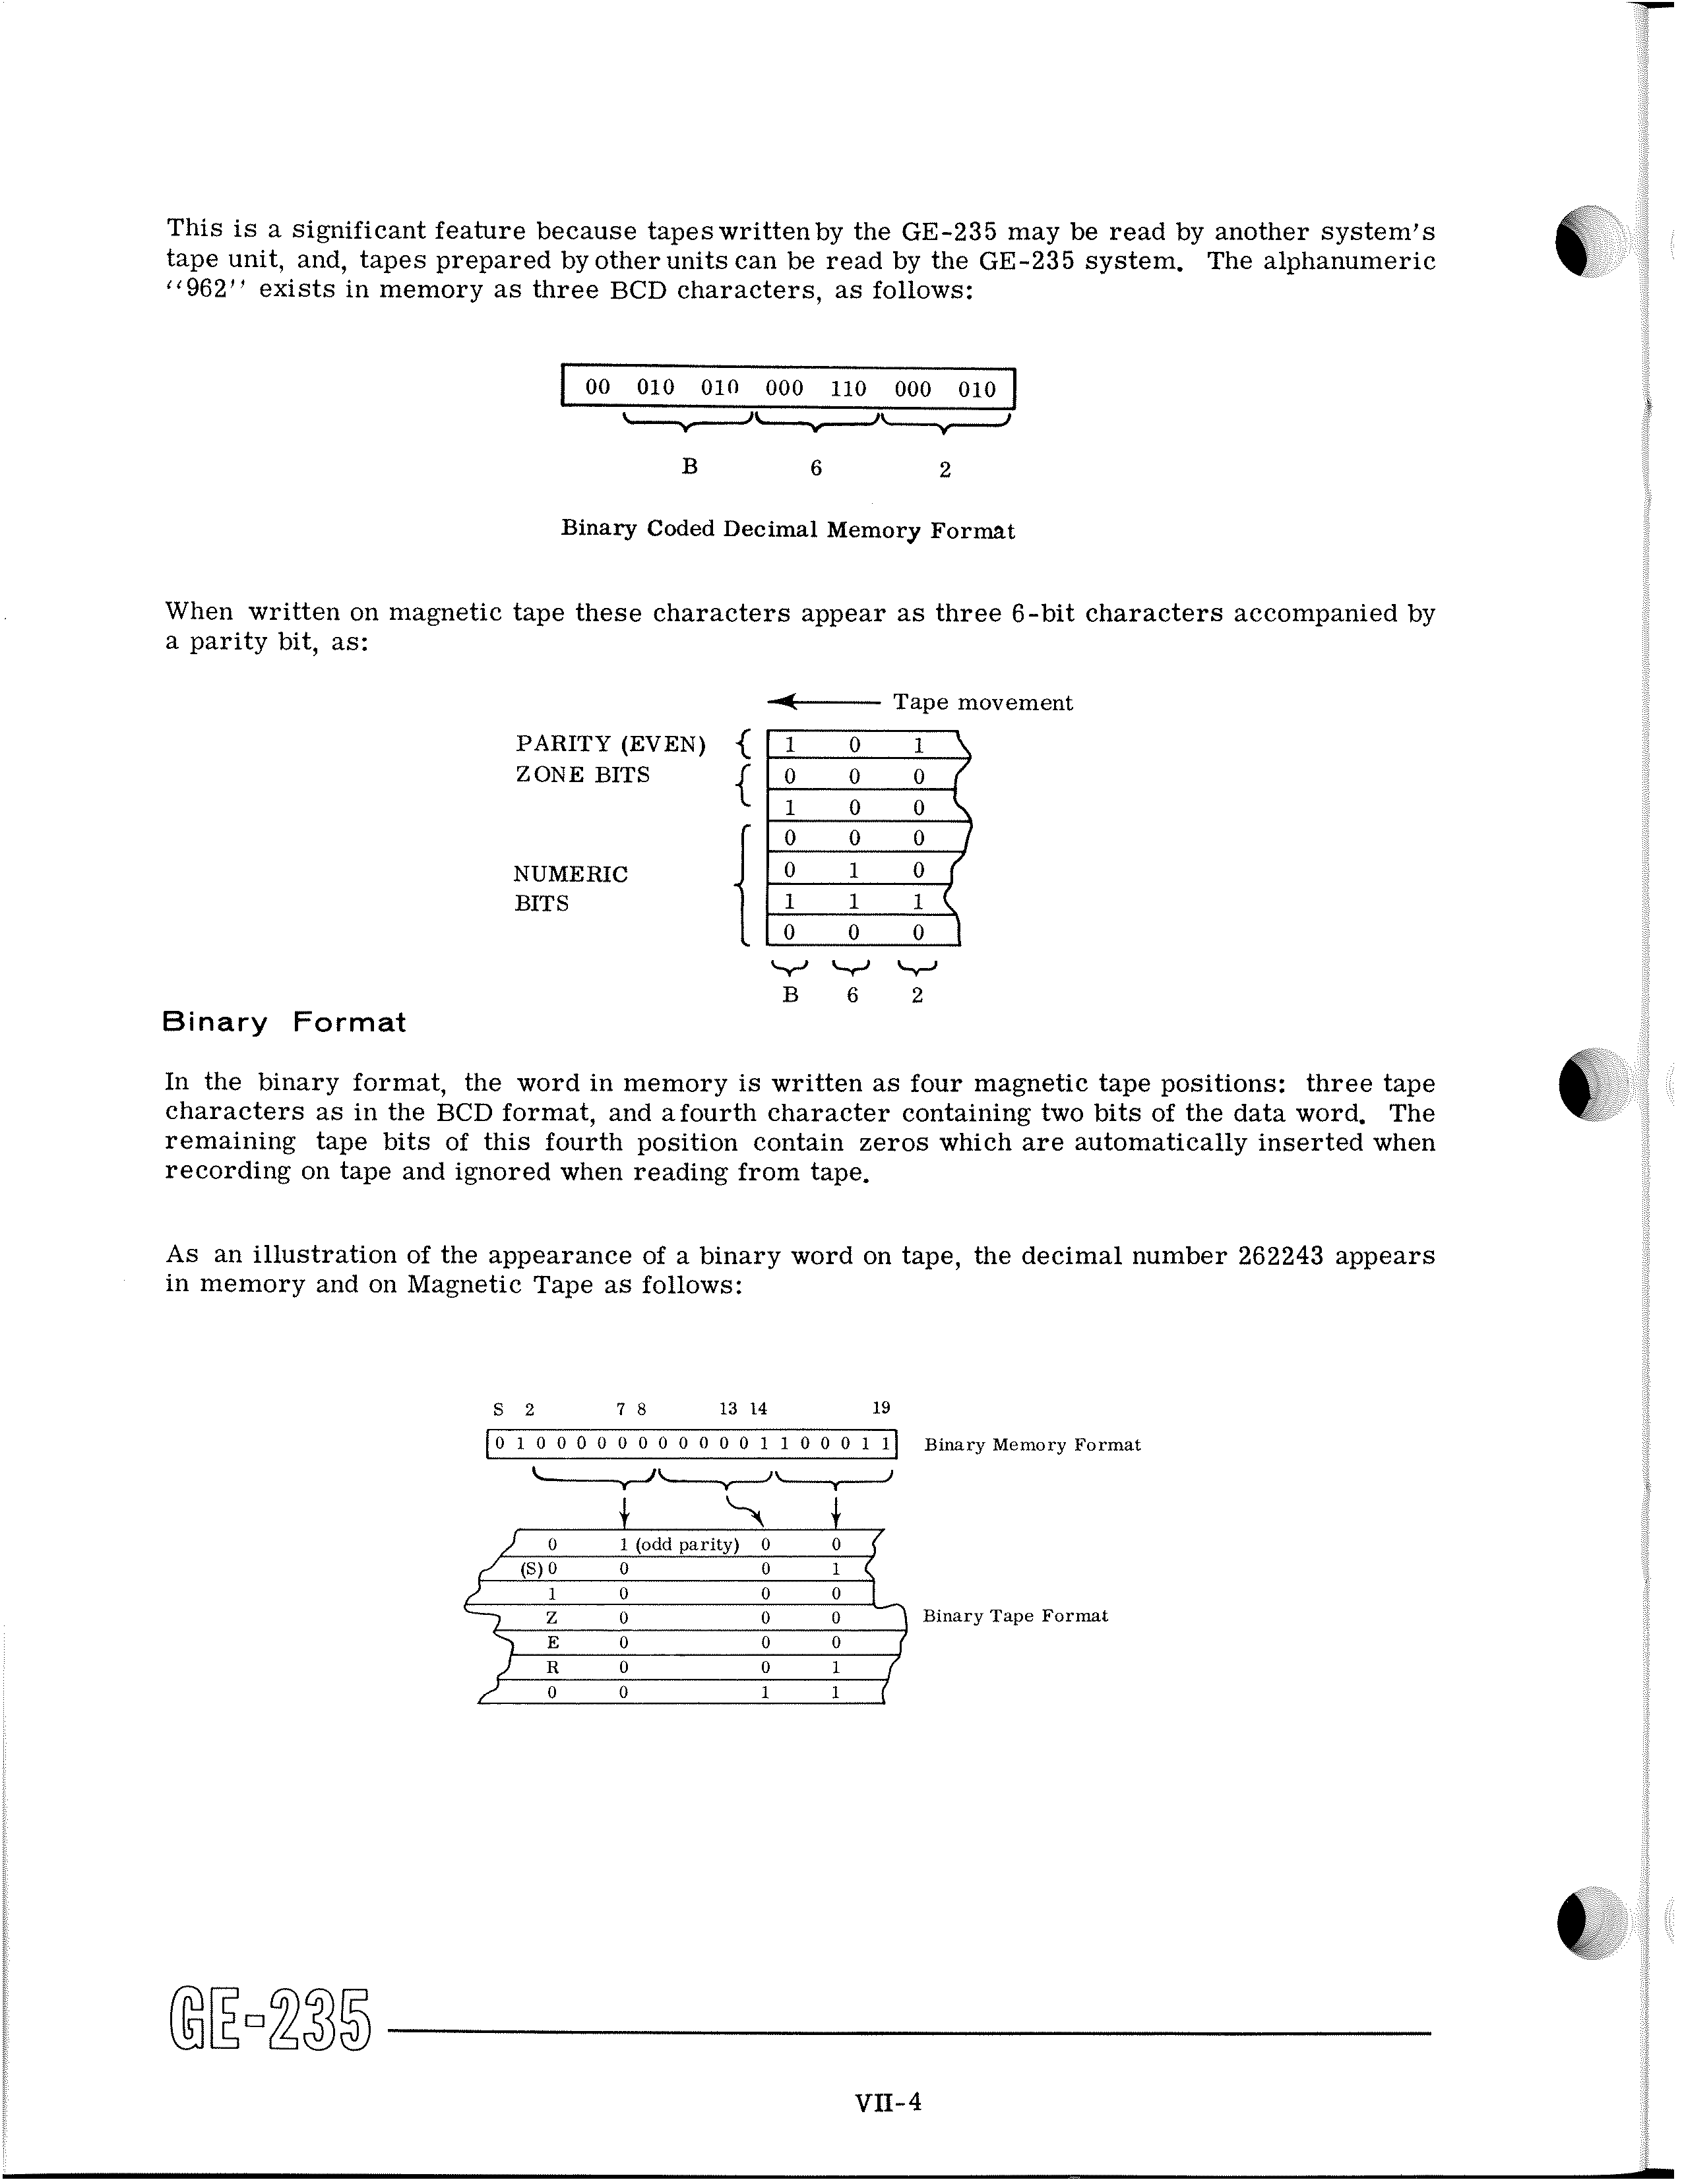 This is a significant feature because tapes written by the GE-235 may be read by another system's
tape unit, and, tapes prepared by other units can be read by the GE-235 system. The alphanumeric
“962” exists in memory as three BCD characters, as follows:
00 010 010 000 110 000 010
B 6 2
Binary Coded Decimal Memory Format
When written on magnetic tape these characters appear as three 6-bit characters accompanied by
a parity bit, as:
Tape movement
PARITY (EVEN) { 1 0 1
ZONE BITS { 0 0 0
1 0 0
0 0 0
NUMERIC 0 1 0
BITS 1 1 1
0 0 0
B 6 2
Binary Format
In the binary format, the word in memory is written as four magnetic tape positions: three tape
characters as in the BCD format, and a fourth character containing two bits of the data word. The
remaining tape bits of this fourth position contain zeros which are automatically inserted when
recording on tape and ignored when reading from tape.
As an illustration of the appearance of a binary word on tape, the decimal number 262243 appears
in memory and on Magnetic Tape as follows:
S 2 7 8 13 14 19
0 1 0 0 0 0 0 0 0 0 0 0 0 1 1 0 0 0 1 1 Binary Memory Format
0 1 (odd parity) 0 0
(S) 0 0 0 1
1 0 0 0
Z 0 0 0 Binary Tape Format
E 0 0 0
R 0 0 1
0 0 1 1
GE-235
VII-4